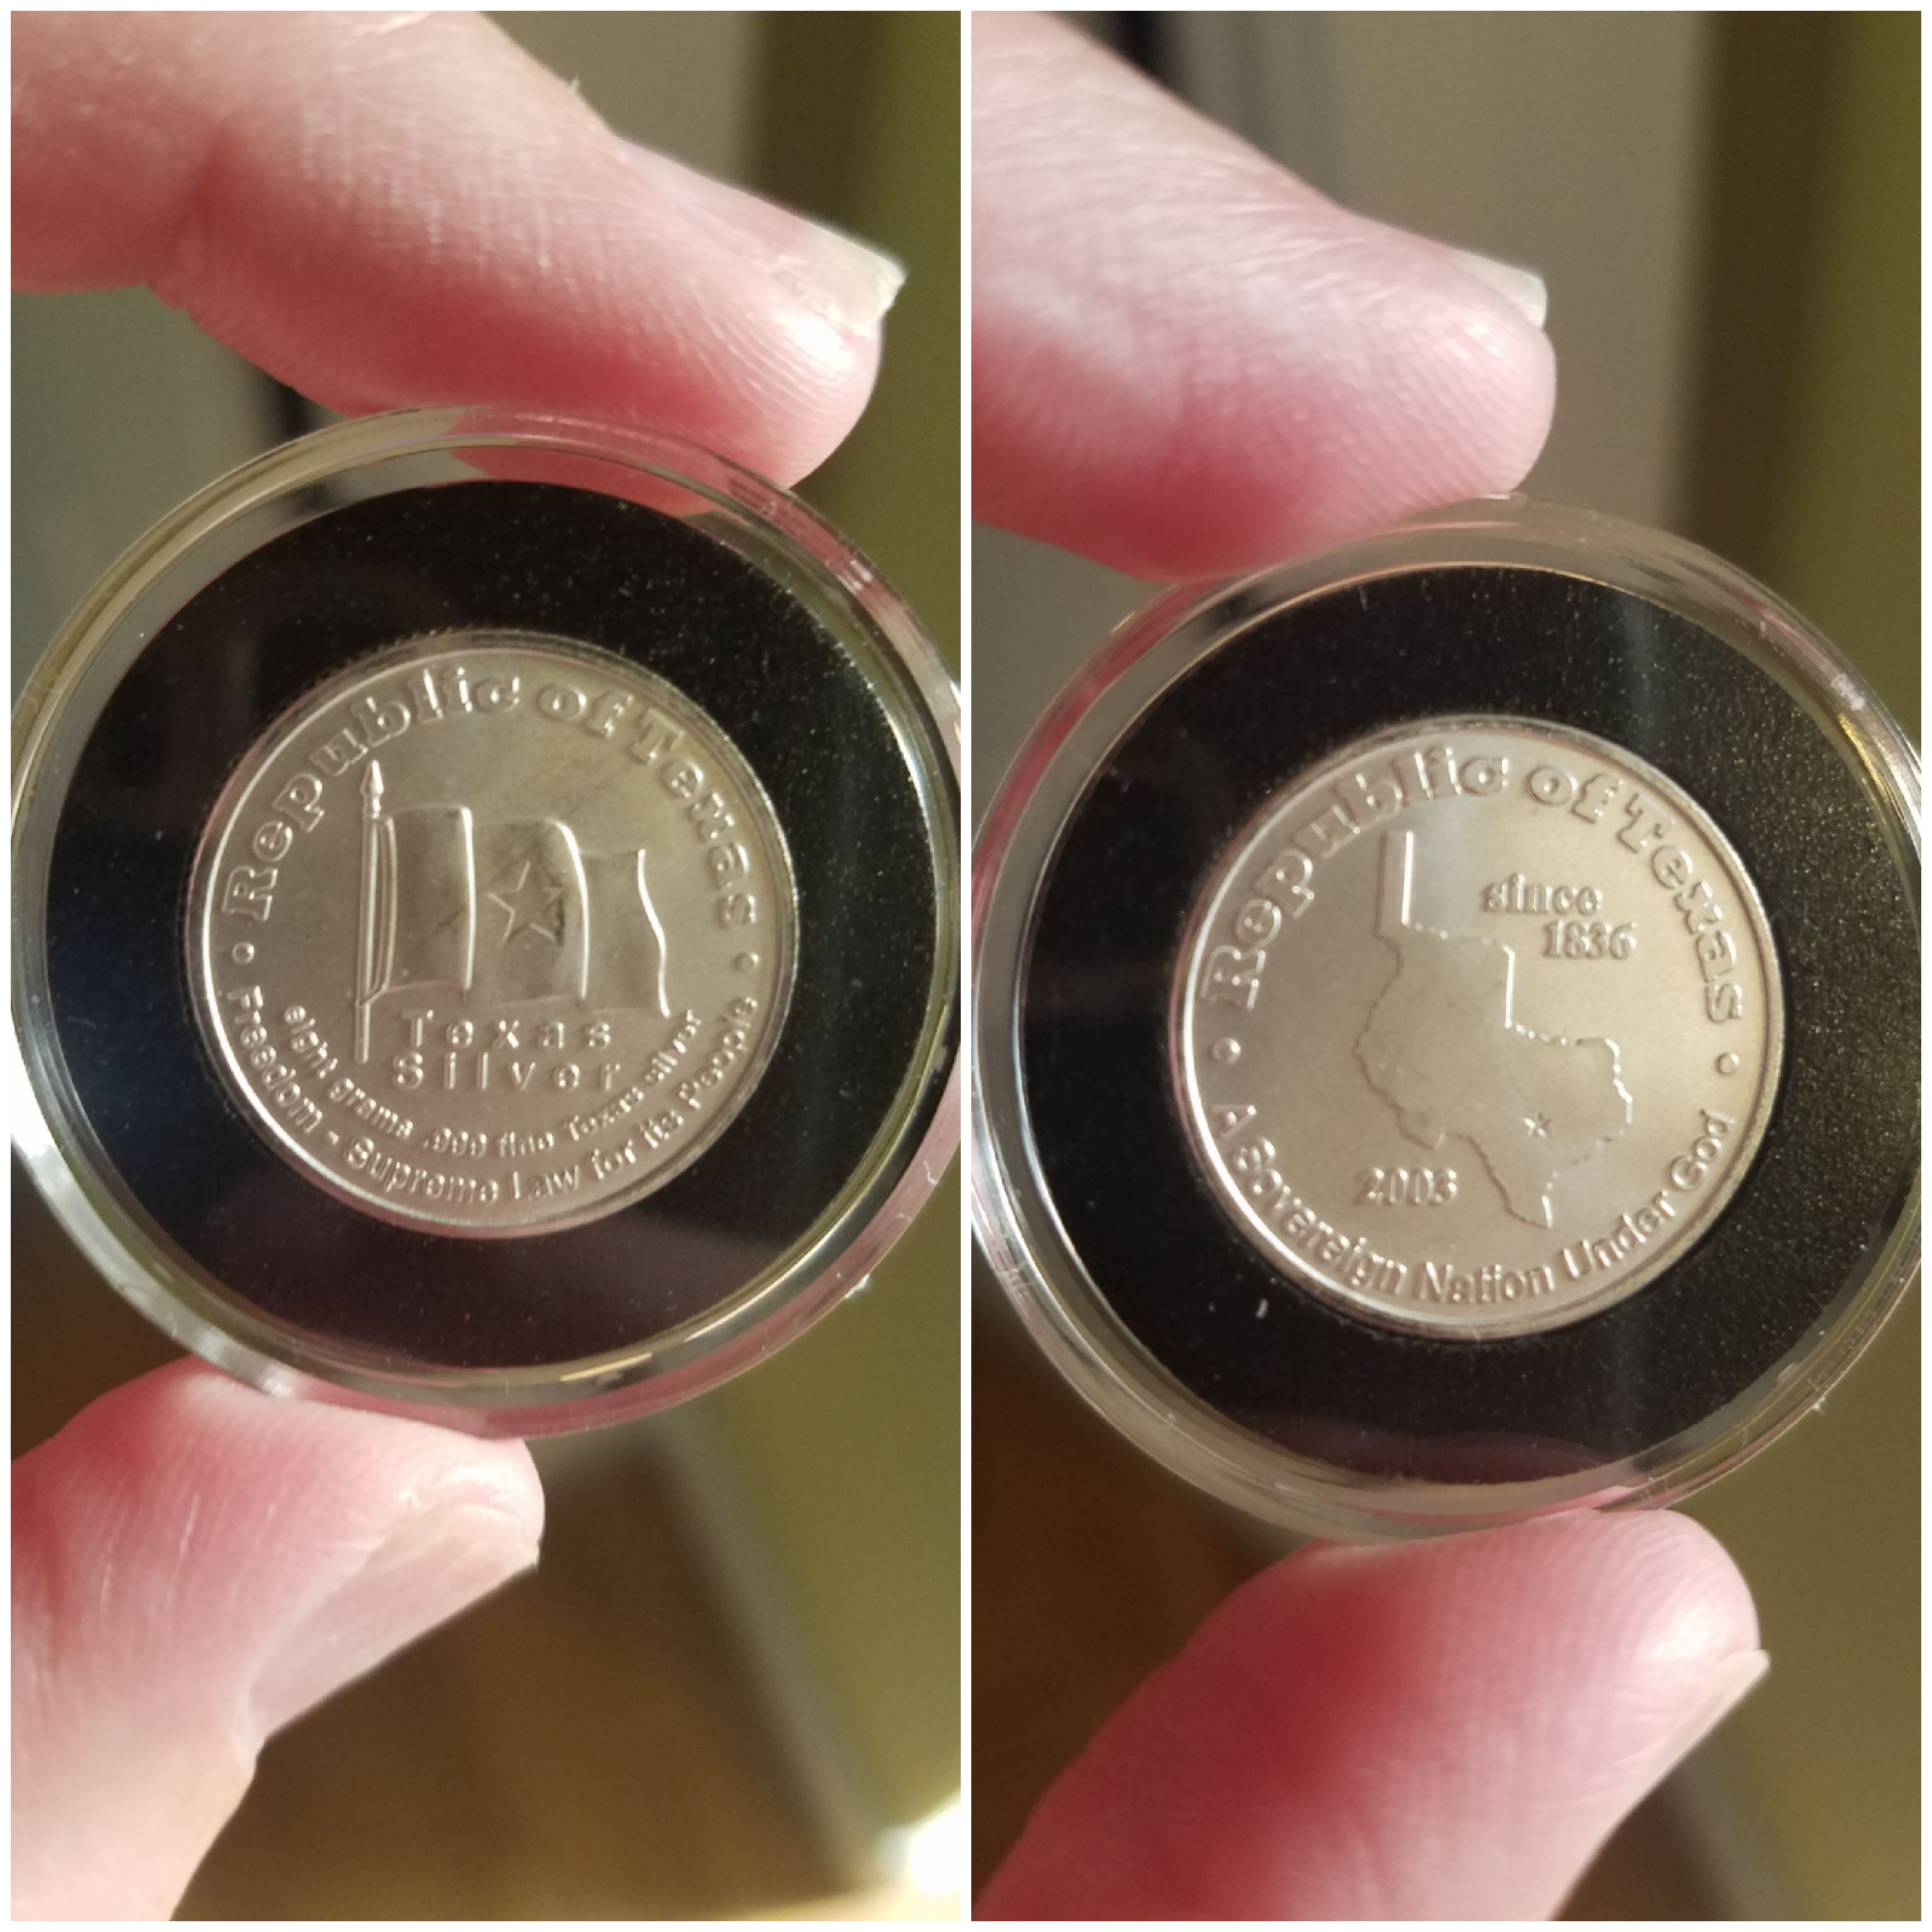 Republic of Texas
Texas
Silver
eight grams .999 fine Texas silver
Freedom - Supreme Law for its People
Republic of Texas
since
1836
2003
A Sovereign Nation Under God